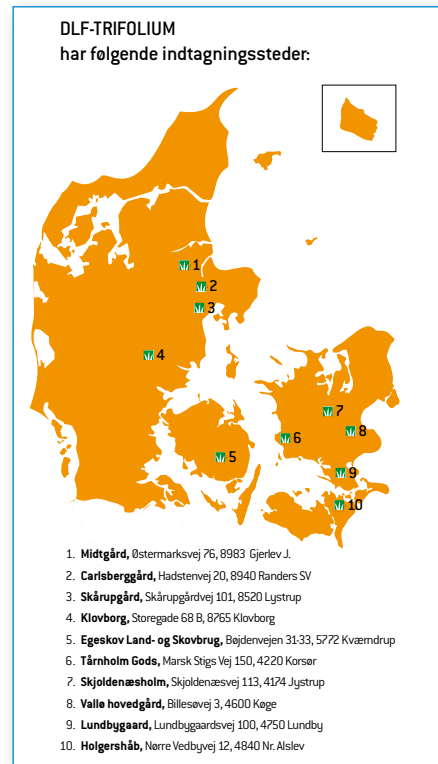 DLF-TRIFOLIUM
har følgende indtagningssteder:
1
2
3
4
5
6
7
8
9
10
1. Midtgård, Østermarksvej 76, 8983 Gjerlev J.
2. Carlsberggård, Hadstenvej 20, 8940 Randers SV
3. Skårupgård, Skårupgårdvej 101, 8520 Lystrup
4. Klovborg, Storegade 68 B, 8765 Klovborg
5. Egeskov Land- og Skovbrug, Bøjdenvejen 31-33, 5772 Kværndrup
6. Tårnholm Gods, Marsk Stigs Vej 150, 4220 Korsør
7. Skjoldenæsholm, Skjoldenæsvej 113, 4174 Jystrup
8. Vallø hovedgård, Billesøvej 3, 4600 Køge
9. Lundbygaard, Lundbygaardsvej 100, 4750 Lundby
10. Holgershåb, Nørre Vedbyvej 12, 4840 Nr. Alslev